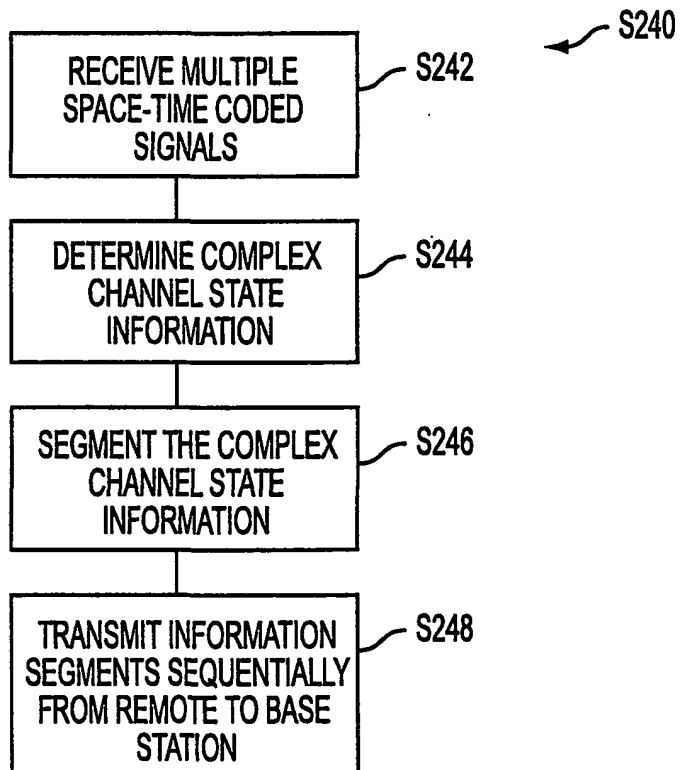 S240
RECEIVE MULTIPLE
SPACE-TIME CODED
SIGNALS
S242
DETERMINE COMPLEX
CHANNEL STATE
INFORMATION
S244
SEGMENT THE COMPLEX
CHANNEL STATE
INFORMATION
S246
TRANSMIT INFORMATION
SEGMENTS SEQUENTIALLY
FROM REMOTE TO BASE
STATION
S248